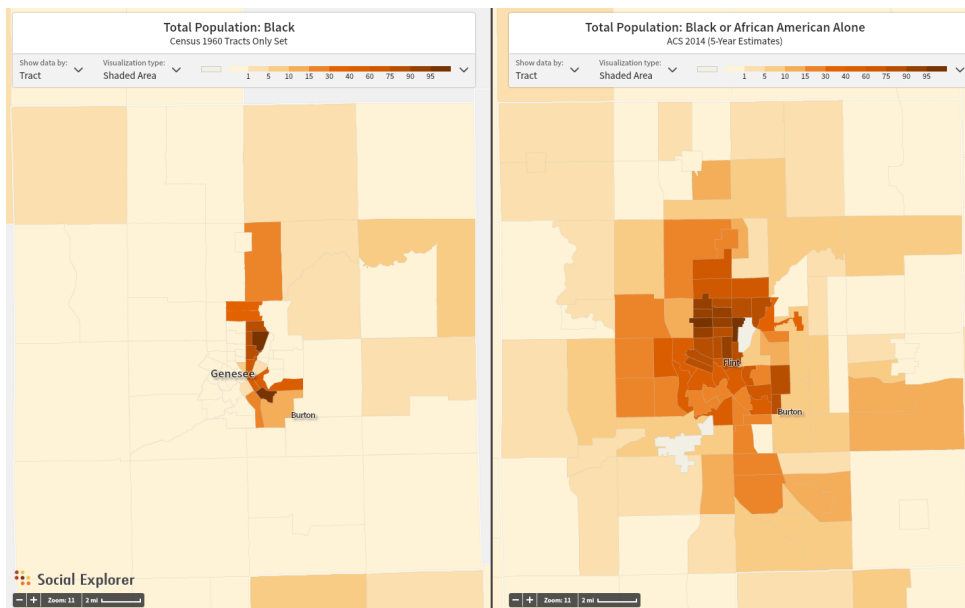 Total Population: Black
Census 1960 Tracts Only Set
Show data by:
Tract
Visualization type:
Shaded Area
1 5 10 15 30 40 60 75 90 95
Genesee
Burton
Social Explorer
− + Zoom: 11 2 mi
Total Population: Black or African American Alone
ACS 2014 (5-Year Estimates)
Show data by:
Tract
Visualization type:
Shaded Area
1 5 10 15 30 40 60 75 90 95
Flint
Burton
− + Zoom: 11 2 mi